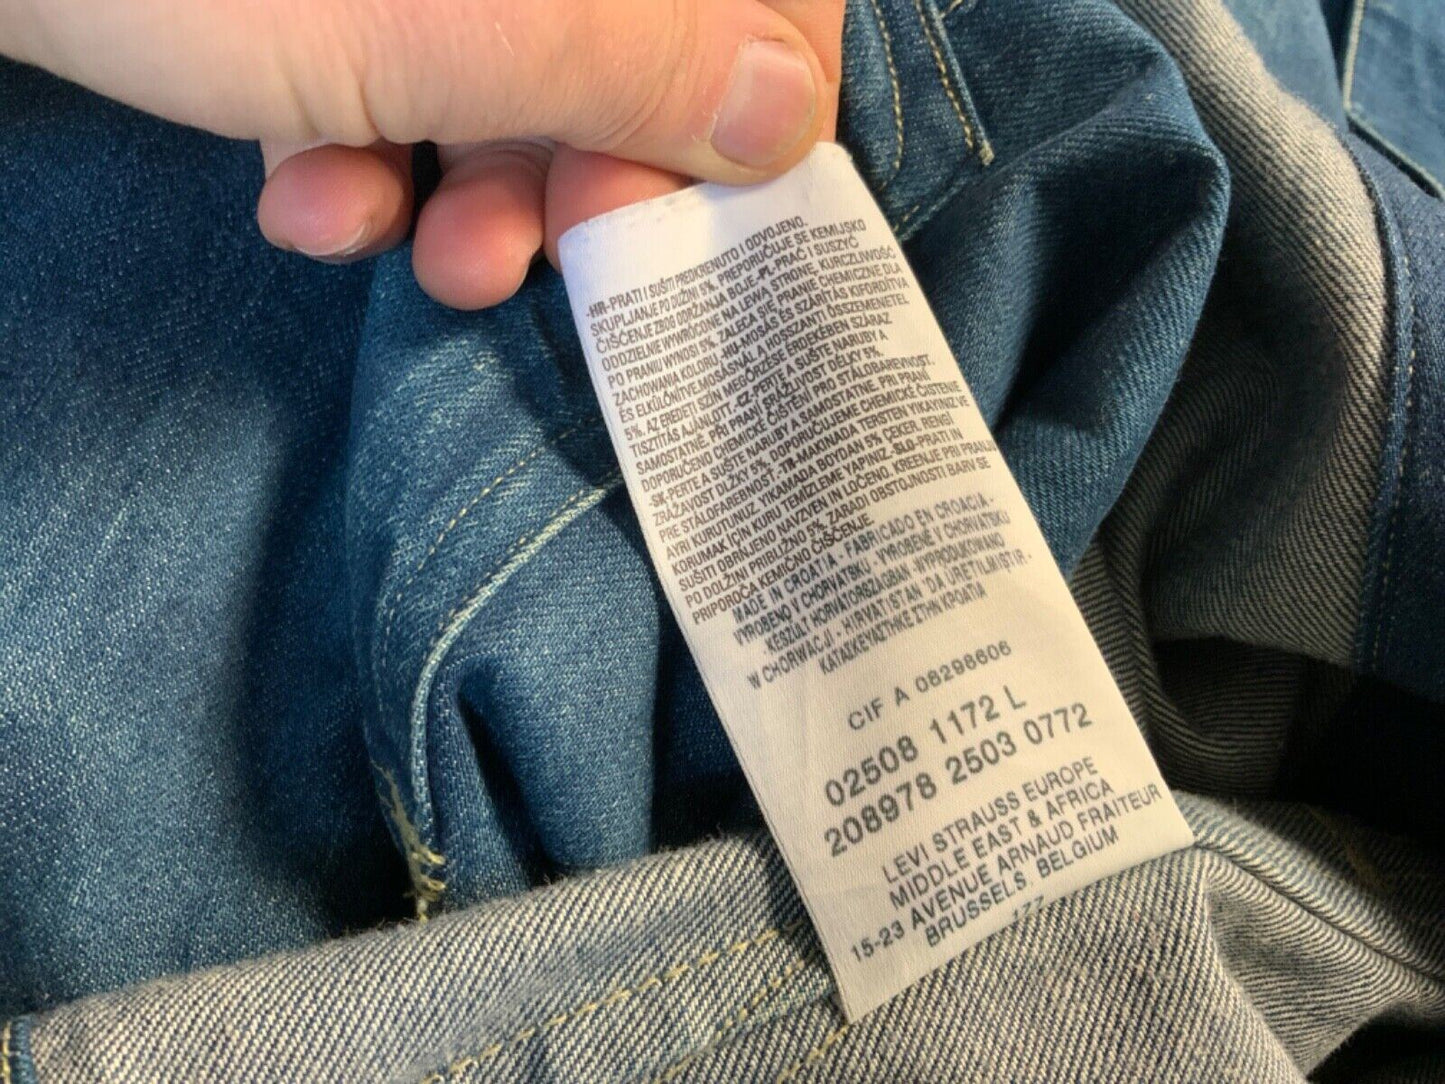 -HR-PRATI I SUŠITI PREOKRENUTO I ODVOJENO.
SKUPLJANJE PO DUŽINI 5%. PREPORUČUJE SE KEMIJSKO
ČIŠĆENJE ZBOG ODRŽANJA BOJE.-PL-PRAĆ I SUSZYĆ
ODDZIELNIE WYWRÓCONE NA LEWĄ STRONĘ, KURCZLIWOŚĆ
PO PRANIU WYNOSI 5%. ZALECA SIĘ PRANIE CHEMICZNE DLA
ZACHOWANIA KOLORU.-HU-MOSÁS ÉS SZÁRÍTÁS KIFORDÍTVA
ÉS ELKÜLÖNÍTVE,MOSÁSNÁL A HOSSZANTI ÖSSZEMENETEL
5%. AZ EREDETI SZÍN MEGŐRZÉSE ÉRDEKÉBEN SZÁRAZ
TISZTÍTÁS AJÁNLOTT.-CZ-PERTE A SUŠTE NARUBY A
SAMOSTATNĚ. PŘI PRANÍ SRÁŽLIVOST DÉLKY 5%.
DOPORUČENO CHEMICKÉ ČIŠTĚNÍ PRO STÁLOBAREVNOST.
-SK-PERTE A SUŠTE NARUBY A SAMOSTATNE. PRI PRANÍ
ZRÁŽAVOST DĹŽKY 5%, DOPORUČUJEME CHEMICKÉ ČISTENIE
PRE STÁLOFAREBNOST.-TR-MAKINADA TERSTEN YIKAYINIZ VE
AYRI KURUTUNUZ. YIKAMADA BOYDAN 5% ÇEKER. RENGİ
KORUMAK İÇİN KURU TEMİZLEME YAPINIZ.-SLO-PRATI IN
SUŠITI OBRNJENO NAVZVEN IN LOČENO. KRČENJE PRI PRANJU
PO DOLŽINI PRIBLIŽNO 5%. ZARADI OBSTOJNOSTI BARV SE
PRIPOROČA KEMIČNO ČIŠČENJE.
MADE IN CROATIA - FABRICADO EN CROACIA -
VYROBENO V CHORVATSKU . VYROBENÉ V CHORVÁTSKU
-KÉSZÜLT HORVÁTORSZÁGBAN- WYPRODUKOWANO
W CHORWACJI - HIRVATİSTAN 'DA ÜRETİLMİŞTİR -
ΚΑΤΑΣΚΕΥΑΣΤΗΚΕ ΣΤΗΝ ΚΡΟΑΤΙΑ
CIF A 08298606
02508 1172 L
208978 2503 0772
LEVI STRAUSS EUROPE
MIDDLE EAST & AFRICA
15-23 AVENUE ARNAUD FRAITEUR
BRUSSELS, BELGIUM